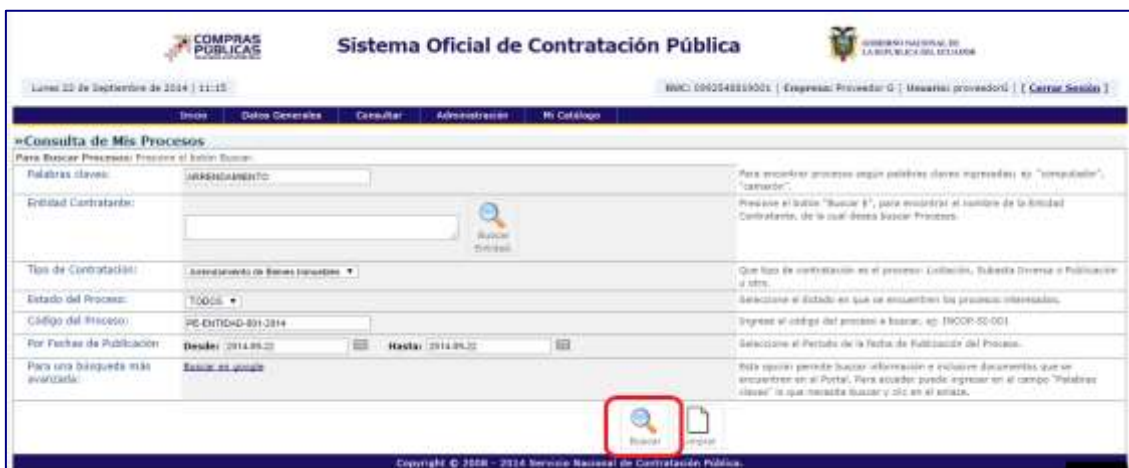 COMPRAS
PÚBLICAS
Sistema Oficial de Contratación Pública
GOBIERNO NACIONAL DE
LA REPÚBLICA DEL ECUADOR
Lunes 22 de Septiembre de 2014 | 11:15
RUC: | Empresa: Proveedor G | Usuario: proveedorG | [ Cerrar Sesión ]
Inicio Datos Generales Consultar Administración Mi Catálogo
»Consulta de Mis Procesos
Para Buscar Procesos: Presione el botón Buscar.
Palabras claves: ARRENDAMIENTO Para encontrar procesos según palabras claves ingresadas; ej. "computador",
"camarón".
Entidad Contratante: Presione el botón "Buscar E", para encontrar el nombre de la Entidad
Contratante, de la cual desea buscar Procesos.
Buscar
Entidad
Tipo de Contratación: Arrendamiento de Bienes Inmuebles Que tipo de contratación es el proceso: Licitación, Subasta Inversa o Publicación
u otro.
Estado del Proceso: TODOS Seleccione el Estado en que se encuentren los procesos interesados.
Código del Proceso: PE-ENTIDAD-001-2014 Ingrese el código del proceso a buscar, ej: INCOP-SI-001
Por Fechas de Publicación Desde: 2014-09-22 Hasta: 2014-09-22 Seleccione el Período de la fecha de Publicación del Proceso.
Para una búsqueda más
avanzada: Buscar en google Esta opción permite buscar información e inclusive documentos que se
encuentren en el Portal. Para acceder puede ingresar en el campo "Palabras
claves" lo que necesita buscar y clic en el enlace.
Buscar Limpiar
Copyright © 2008 - 2014 Servicio Nacional de Contratación Pública.